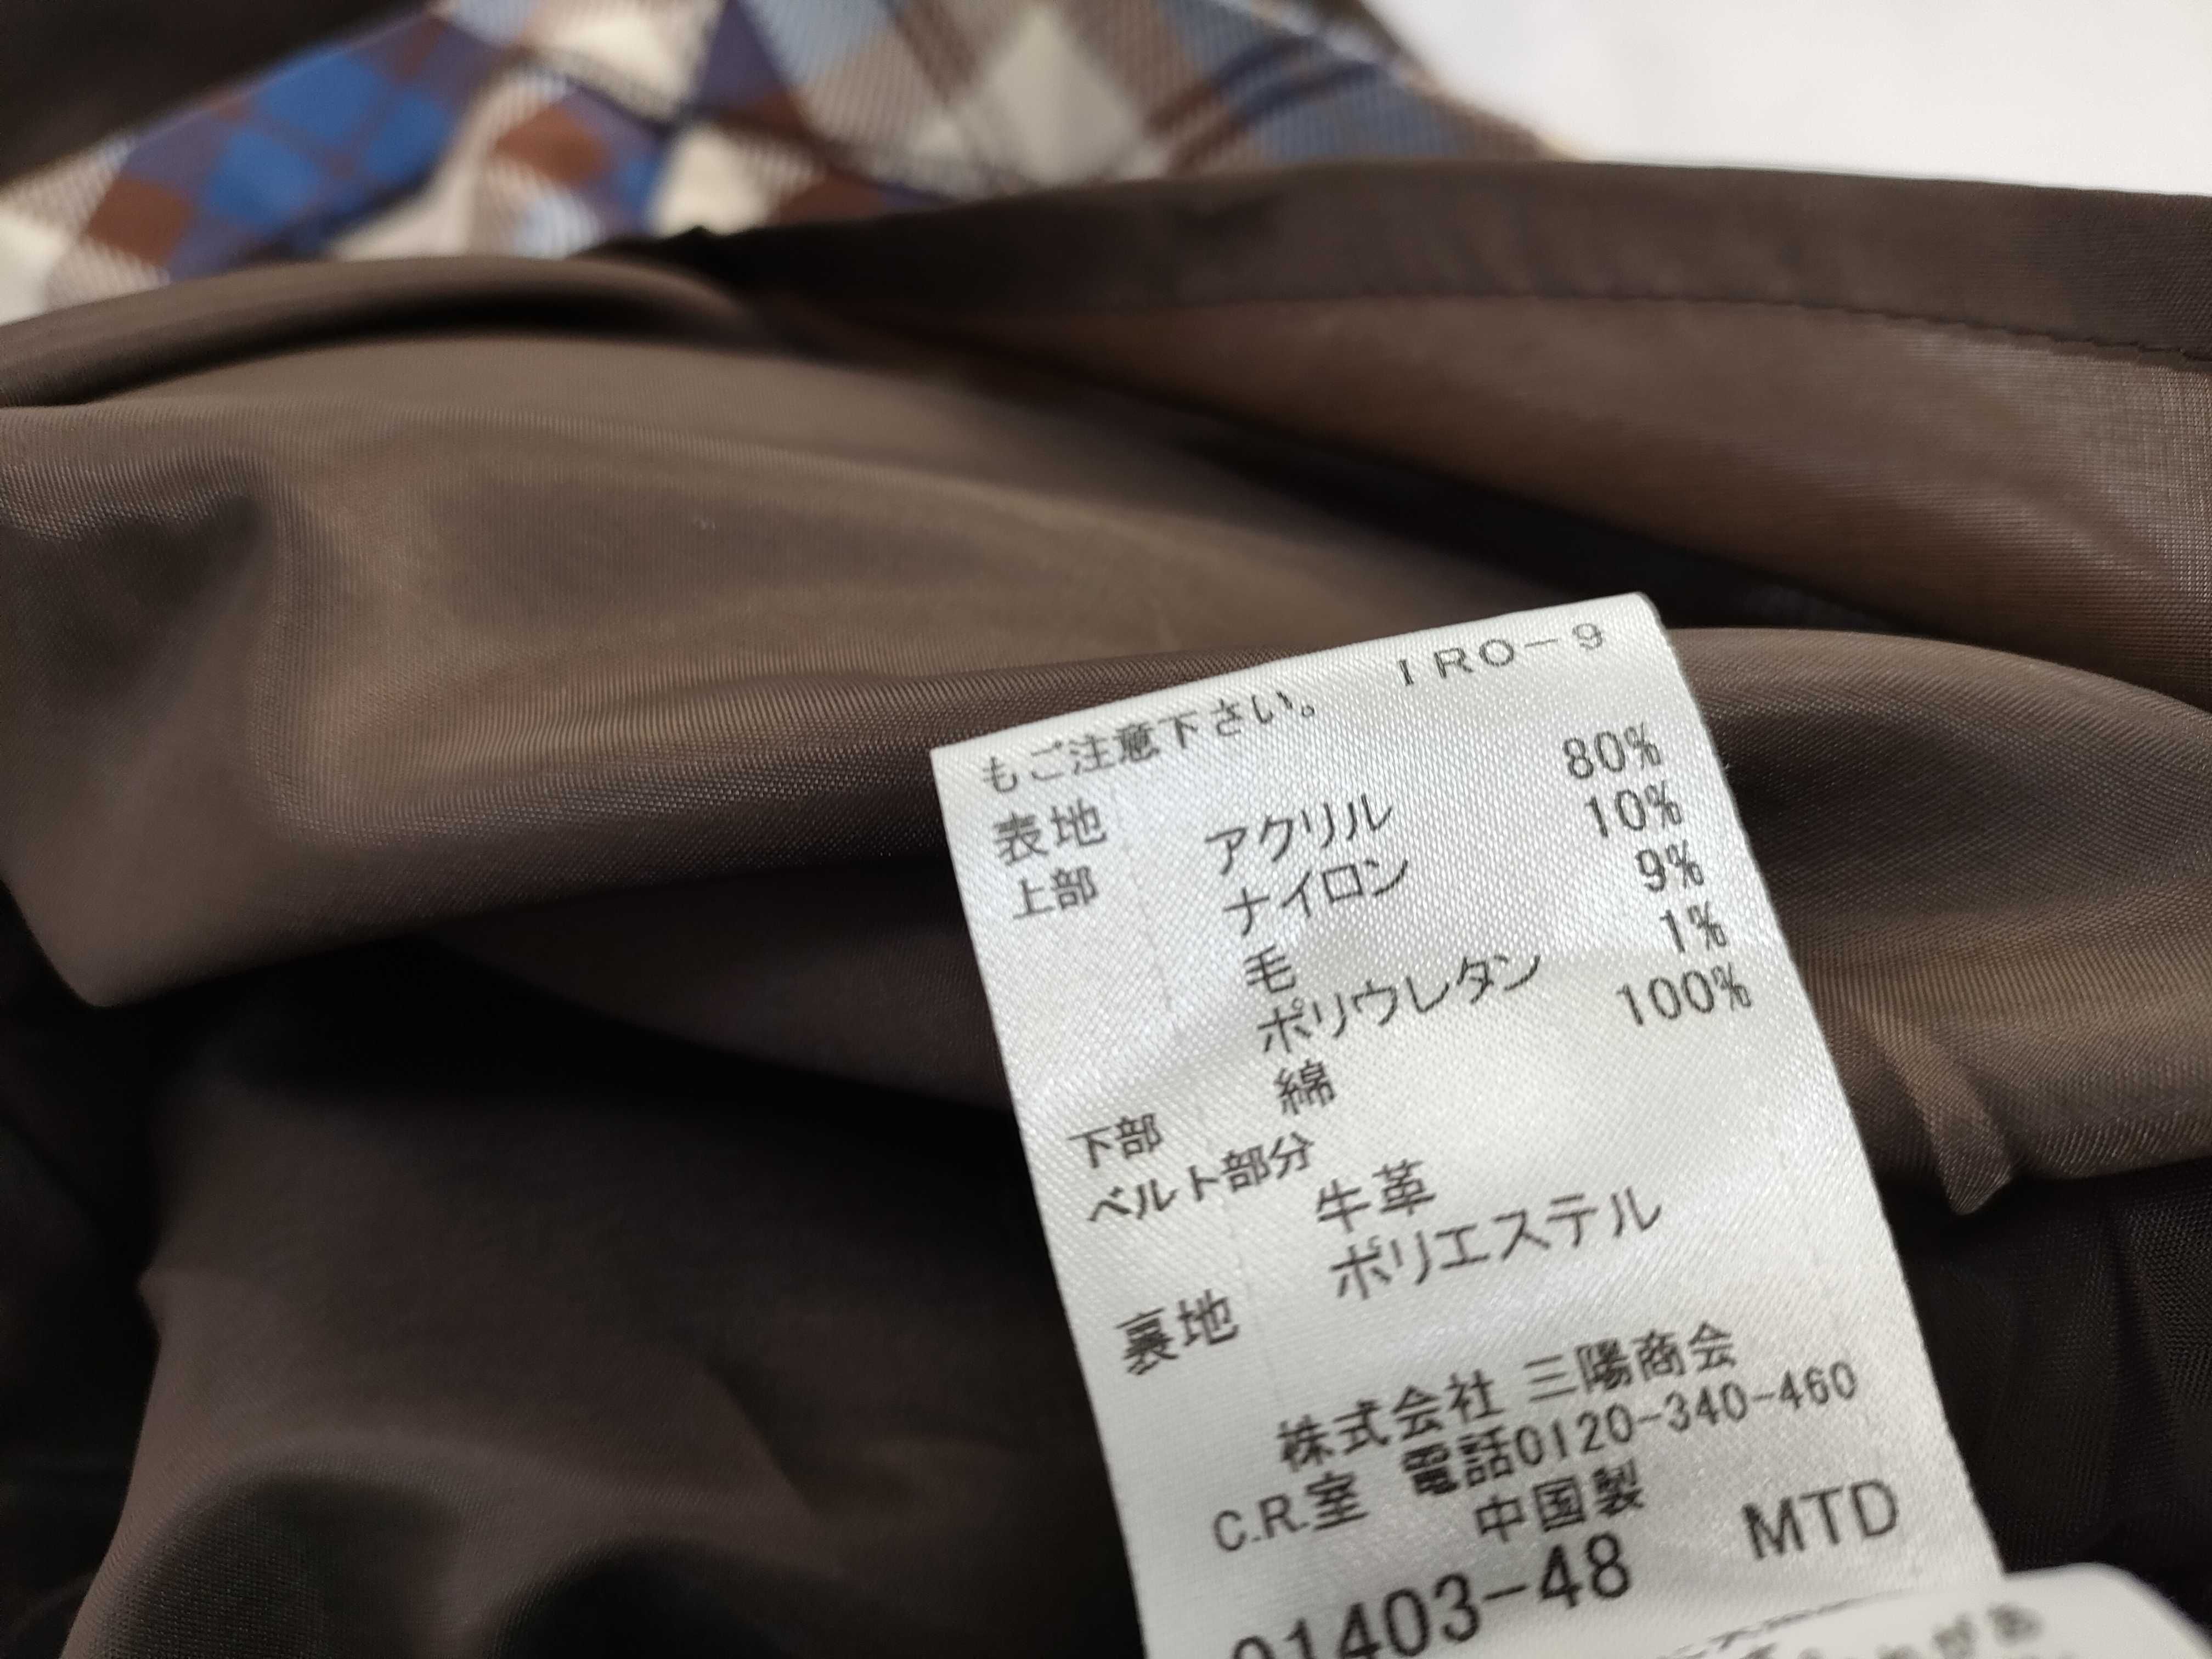 もご注意下さい。 IRO-9
表地
上部 アクリル 80%
ナイロン 10%
毛 9%
ポリウレタン 1%
下部 綿 100%
ベルト部分
牛革
裏地 ポリエステル
株式会社 三陽商会
C.R.室 電話0120-340-460
中国製
01403-48 MTD